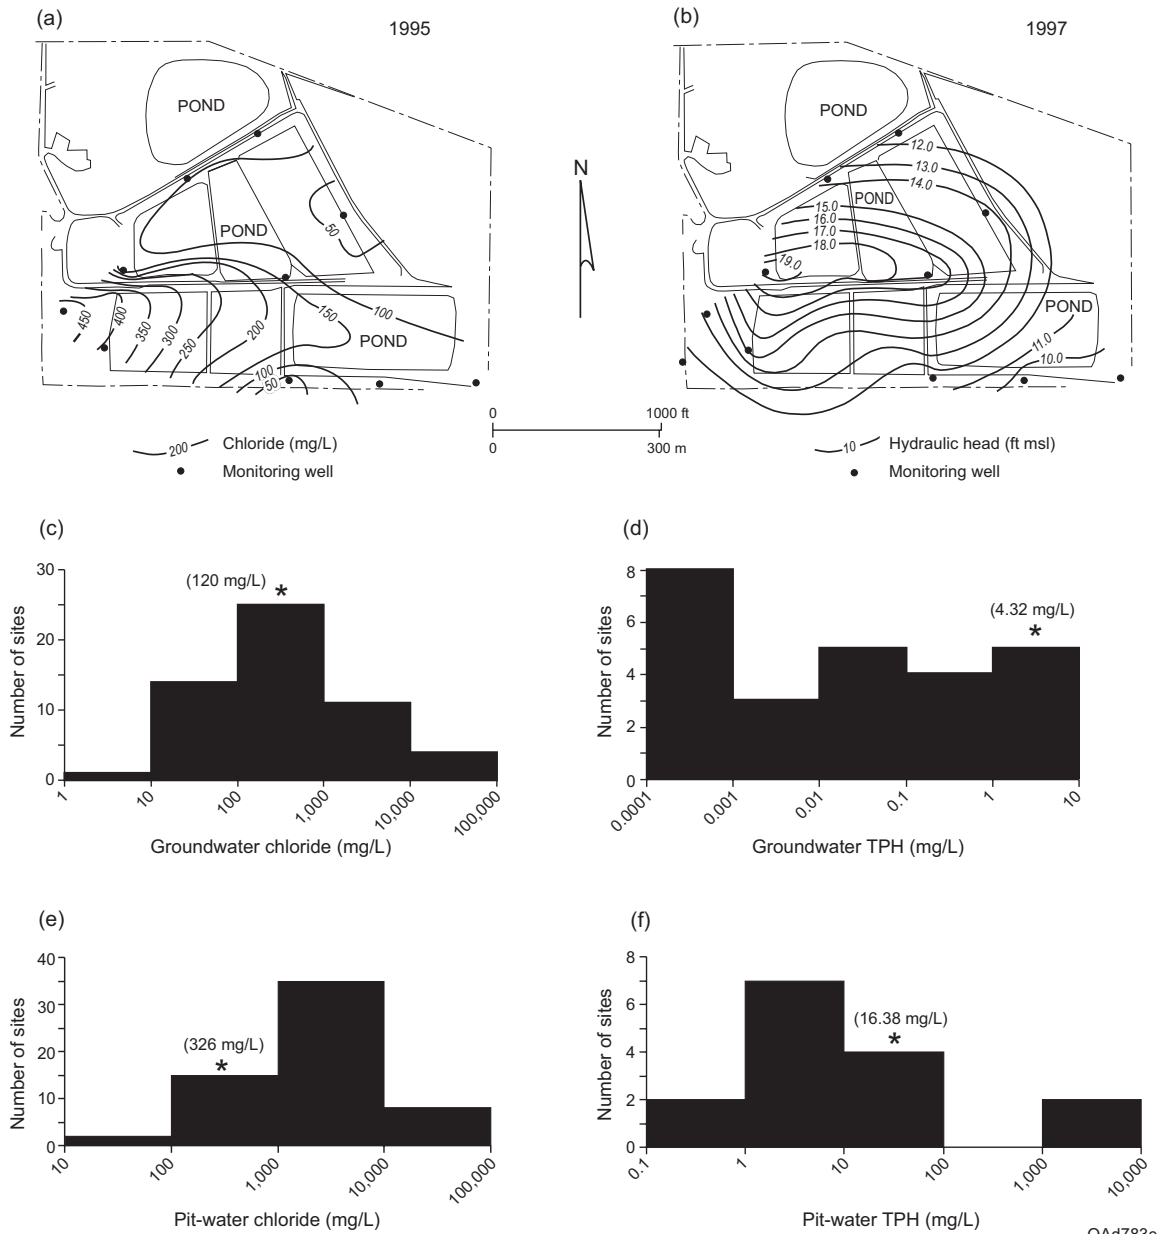 (a)
1995
POND
50
POND
450
400
350
300
250
200
150
100
POND
100
50
(b)
1997
POND
12.0
13.0
14.0
POND
15.0
16.0
17.0
18.0
19.0
POND
11.0
10.0
N
0 1000 ft
0 300 m
200 Chloride (mg/L)
Monitoring well
10 Hydraulic head (ft msl)
Monitoring well
(c)
Number of sites
30
20
10
0
(120 mg/L)
*
1 10 100 1,000 10,000 100,000
Groundwater chloride (mg/L)
(d)
Number of sites
8
6
4
2
0
(4.32 mg/L)
*
0.0001 0.001 0.01 0.1 1 10
Groundwater TPH (mg/L)
(e)
Number of sites
40
30
20
10
0
(326 mg/L)
*
10 100 1,000 10,000 100,000
Pit-water chloride (mg/L)
(f)
Number of sites
8
6
4
2
0
(16.38 mg/L)
*
0.1 1 10 100 1,000 10,000
Pit-water TPH (mg/L)